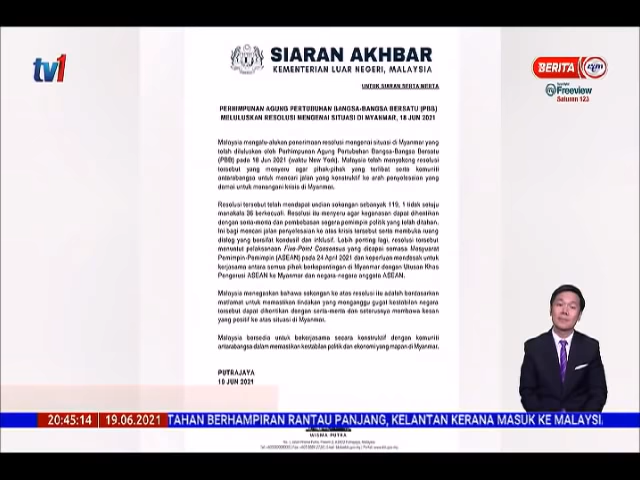 tv1
SIARAN AKHBAR
KEMENTERIAN LUAR NEGERI, MALAYSIA
UNTUK SIARAN SERTA MERTA
BERITA rtm
Freeview
Saluran 123
PERHIMPUNAN AGUNG PERTUBUHAN BANGSA-BANGSA BERSATU (PBB)
MELULUSKAN RESOLUSI MENGENAI SITUASI DI MYANMAR, 18 JUN 2021
Malaysia mengalu-alukan penerimaan resolusi mengenai situasi di Myanmar yang
telah diluluskan oleh Perhimpunan Agung Pertubuhan Bangsa-Bangsa Bersatu
(PBB) pada 18 Jun 2021 (waktu New York). Malaysia telah menyokong resolusi
tersebut yang menyeru agar pihak-pihak yang terlibat serta komuniti
antarabangsa untuk mencari jalan yang konstruktif ke arah penyelesaian yang
damai untuk menangani krisis di Myanmar.
Resolusi tersebut telah mendapat undian sokongan sebanyak 119, 1 tidak setuju
manakala 36 berkecuali. Resolusi itu menyeru agar keganasan dapat dihentikan
dengan serta-merta dan pembebasan segera pemimpin politik yang telah ditahan.
Ini bagi mencari jalan penyelesaian ke atas krisis tersebut serta membuka ruang
dialog yang bersifat kondusif dan inklusif. Lebih penting lagi, resolusi tersebut
menuntut pelaksanaan Five-Point Consensus yang dicapai semasa Mesyuarat
Pemimpin-Pemimpin (ASEAN) pada 24 April 2021 dan keperluan mendesak untuk
kerjasama antara semua pihak berkepentingan di Myanmar dengan Utusan Khas
Pengerusi ASEAN ke Myanmar dan negara-negara anggota ASEAN.
Malaysia menegaskan bahawa sokongan ke atas resolusi itu adalah berdasarkan
matlamat untuk memastikan tindakan yang menganggu gugat kestabilan negara
tersebut dapat dihentikan dengan serta-merta dan seterusnya membawa kesan
yang positif ke atas situasi di Myanmar.
Malaysia bersedia untuk bekerjasama secara konstruktif dengan komuniti
antarabangsa dalam memastikan kestabilan politik dan ekonomi yang mapan di Myanmar.
PUTRAJAYA
19 JUN 2021
20:45:14 19.06.2021 TAHAN BERHAMPIRAN RANTAU PANJANG, KELANTAN KERANA MASUK KE MALAYSIA
WISMA PUTRA